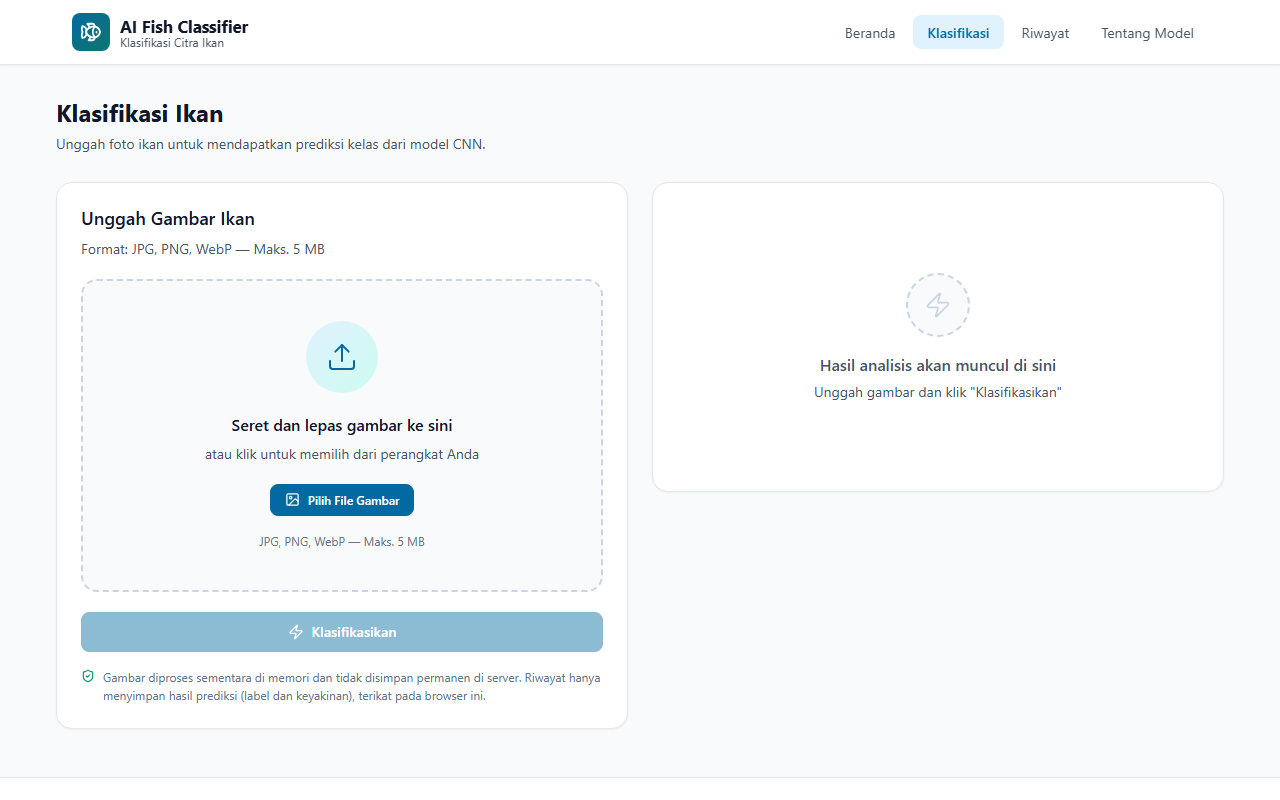 AI Fish Classifier
Klasifikasi Citra Ikan
Beranda
Klasifikasi
Riwayat
Tentang Model
Klasifikasi Ikan
Unggah foto ikan untuk mendapatkan prediksi kelas dari model CNN.
Unggah Gambar Ikan
Format: JPG, PNG, WebP — Maks. 5 MB
Seret dan lepas gambar ke sini
atau klik untuk memilih dari perangkat Anda
Pilih File Gambar
JPG, PNG, WebP — Maks. 5 MB
Klasifikasikan
Gambar diproses sementara di memori dan tidak disimpan permanen di server. Riwayat hanya
menyimpan hasil prediksi (label dan keyakinan), terikat pada browser ini.
Hasil analisis akan muncul di sini
Unggah gambar dan klik "Klasifikasikan"